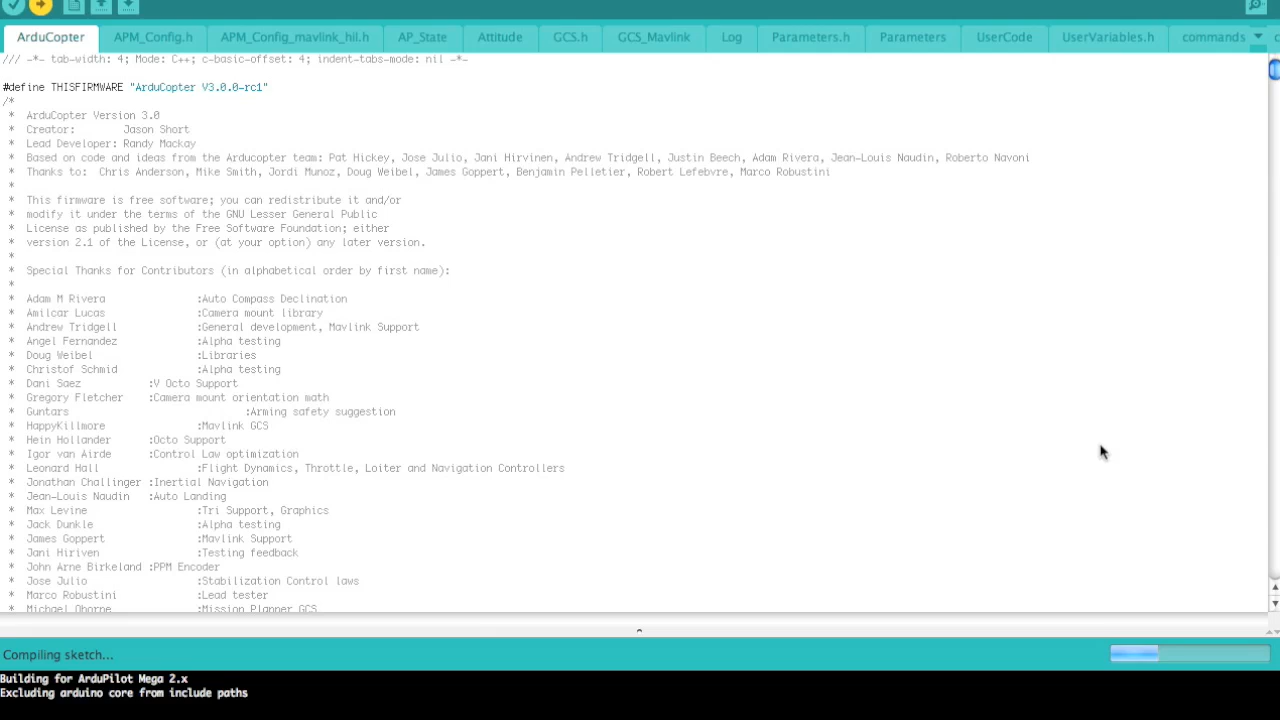 ArduCopter APM_Config.h APM_Config_mavlink_hil.h AP_State Attitude GCS.h GCS_Mavlink Log Parameters.h Parameters UserCode UserVariables.h commands
/// -*- tab-width: 4; Mode: C++; c-basic-offset: 4; indent-tabs-mode: nil -*-
#define THISFIRMWARE "ArduCopter V3.0.0-rc1"
/*
* ArduCopter Version 3.0
* Creator: Jason Short
* Lead Developer: Randy Mackay
* Based on code and ideas from the Arducopter team: Pat Hickey, Jose Julio, Jani Hirvinen, Andrew Tridgell, Justin Beech, Adam Rivera, Jean-Louis Naudin, Roberto Navoni
* Thanks to: Chris Anderson, Mike Smith, Jordi Munoz, Doug Weibel, James Goppert, Benjamin Pelletier, Robert Lefebvre, Marco Robustini
*
* This firmware is free software; you can redistribute it and/or
* modify it under the terms of the GNU Lesser General Public
* License as published by the Free Software Foundation; either
* version 2.1 of the License, or (at your option) any later version.
*
* Special Thanks for Contributors (in alphabetical order by first name):
*
* Adam M Rivera :Auto Compass Declination
* Amilcar Lucas :Camera mount library
* Andrew Tridgell :General development, Mavlink Support
* Angel Fernandez :Alpha testing
* Doug Weibel :Libraries
* Christof Schmid :Alpha testing
* Dani Saez :V Octo Support
* Gregory Fletcher :Camera mount orientation math
* Guntars :Arming safety suggestion
* HappyKillmore :Mavlink GCS
* Hein Hollander :Octo Support
* Igor van Airde :Control Law optimization
* Leonard Hall :Flight Dynamics, Throttle, Loiter and Navigation Controllers
* Jonathan Challinger :Inertial Navigation
* Jean-Louis Naudin :Auto Landing
* Max Levine :Tri Support, Graphics
* Jack Dunkle :Alpha testing
* James Goppert :Mavlink Support
* Jani Hiriven :Testing feedback
* John Arne Birkeland :PPM Encoder
* Jose Julio :Stabilization Control laws
* Marco Robustini :Lead tester
* Michael Oborne :Mission Planner GCS
Compiling sketch...
Building for ArduPilot Mega 2.x
Excluding arduino core from include paths